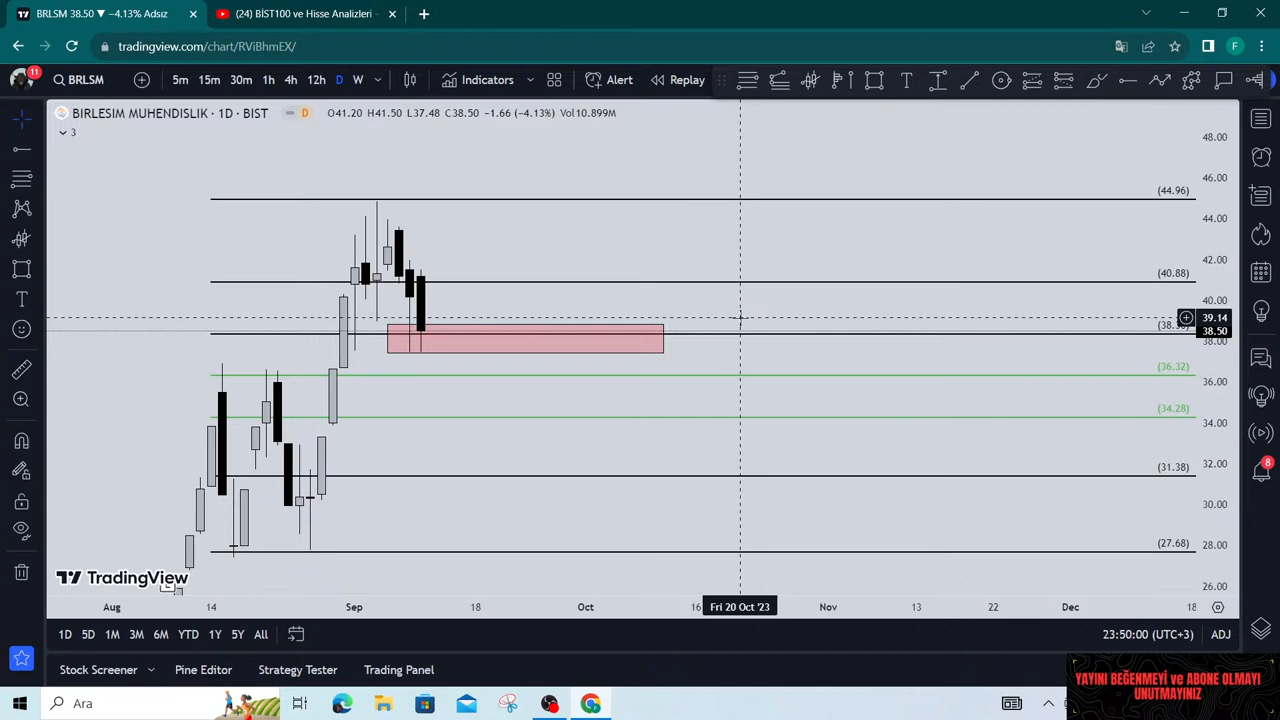 BRLSM 38.50 ▼ −4.13% Adsız
(24) BİST100 ve Hisse Analizleri -
tradingview.com/chart/RViBhmEX/
F
11
BRLSM
5m 15m 30m 1h 4h 12h D W
Indicators
Alert
Replay
BIRLESIM MUHENDISLIK · 1D · BIST
D
O41.20 H41.50 L37.48 C38.50 −1.66 (−4.13%) Vol10.899M
3
48.00
46.00
(44.96)
44.00
42.00
(40.88)
40.00
39.14
38.50
38.00
(36.32)
36.00
(34.28)
34.00
32.00
(31.38)
30.00
(27.68)
28.00
26.00
8
TradingView
Aug 14 Sep 18 Oct 16 Fri 20 Oct '23 Nov 13 22 Dec 18
1D 5D 1M 3M 6M YTD 1Y 5Y All
23:50:00 (UTC+3) ADJ
Stock Screener Pine Editor Strategy Tester Trading Panel
Ara
YAYINI BEĞENMEYİ ve ABONE OLMAYI
UNUTMAYINIZ